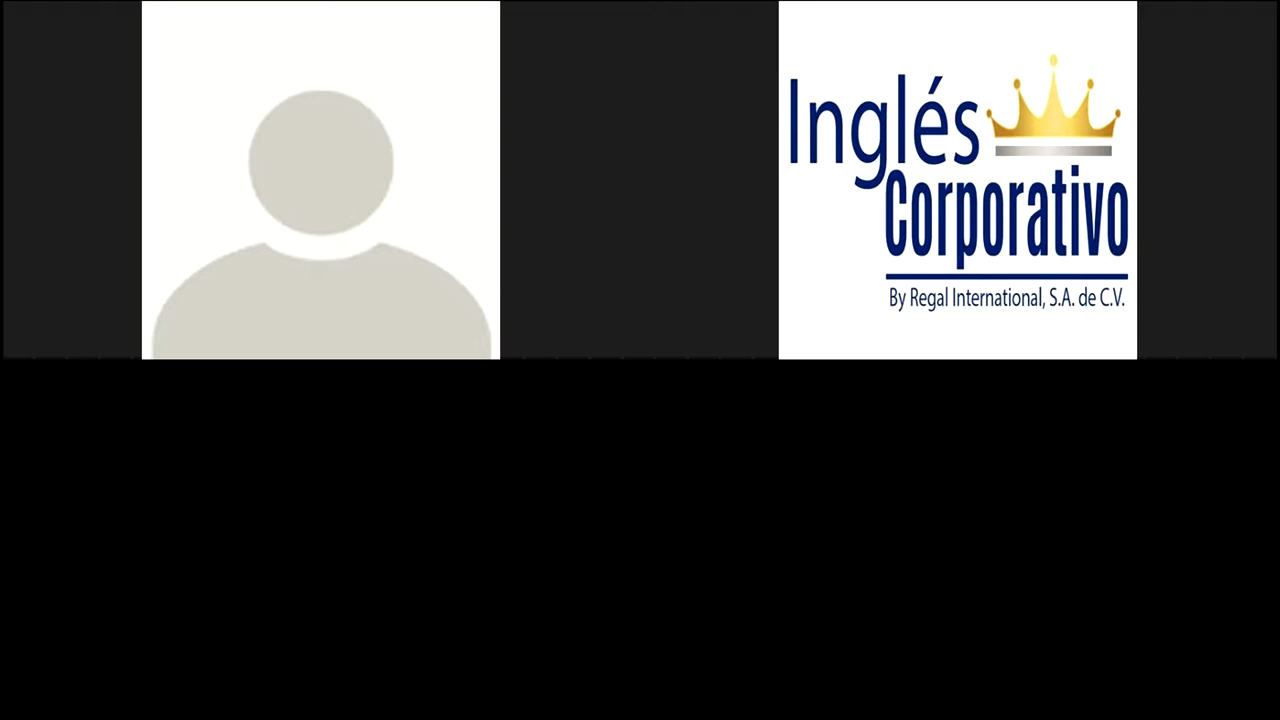 Inglés
Corporativo
By Regal International, S.A. de C.V.